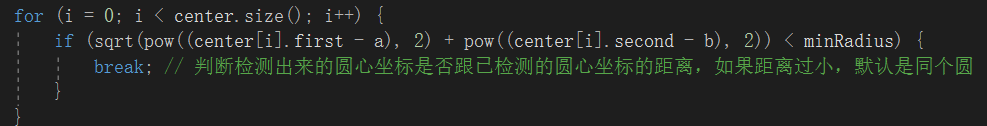 for (i = 0; i < center.size(); i++) {
if (sqrt(pow((center[i].first - a), 2) + pow((center[i].second - b), 2)) < minRadius) {
break; // 判断检测出来的圆心坐标是否跟已检测的圆心坐标的距离，如果距离过小，默认是同个圆
}
}